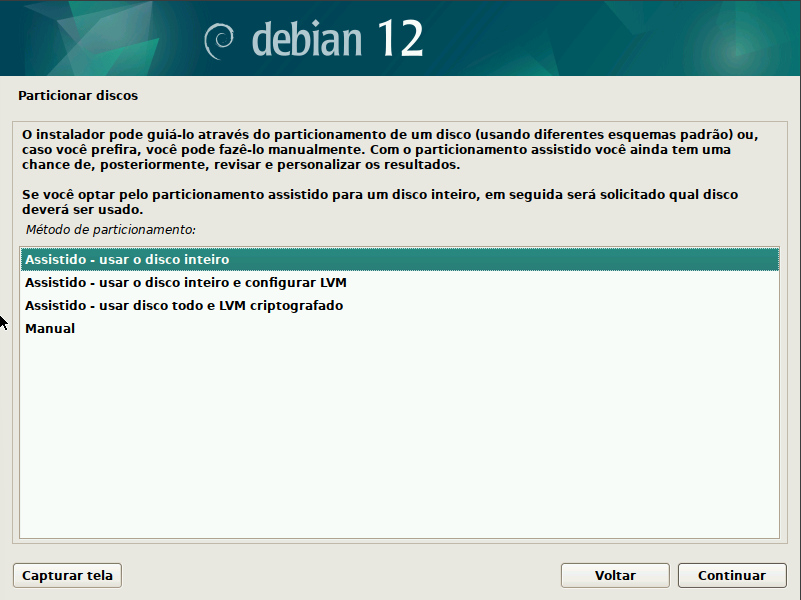 debian 12
Particionar discos
O instalador pode guiá-lo através do particionamento de um disco (usando diferentes esquemas padrão) ou,
caso você prefira, você pode fazê-lo manualmente. Com o particionamento assistido você ainda tem uma
chance de, posteriormente, revisar e personalizar os resultados.
Se você optar pelo particionamento assistido para um disco inteiro, em seguida será solicitado qual disco
deverá ser usado.
Método de particionamento:
Assistido - usar o disco inteiro
Assistido - usar o disco inteiro e configurar LVM
Assistido - usar disco todo e LVM criptografado
Manual
Capturar tela
Voltar
Continuar